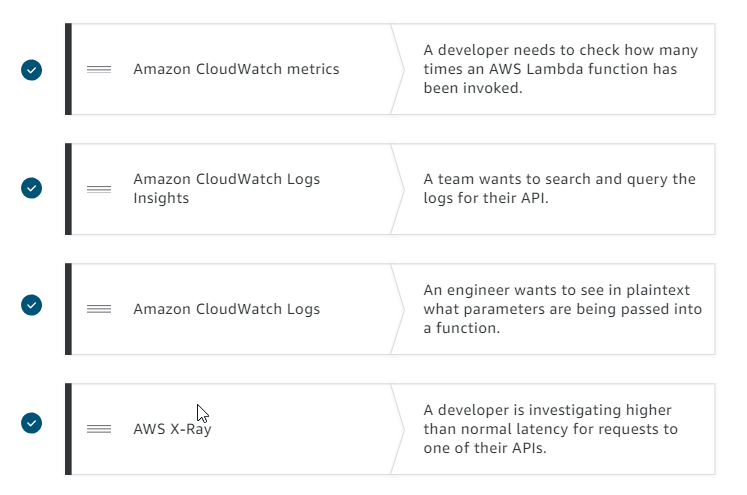 Amazon CloudWatch metrics
A developer needs to check how many
times an AWS Lambda function has
been invoked.
Amazon CloudWatch Logs
Insights
A team wants to search and query the
logs for their API.
Amazon CloudWatch Logs
An engineer wants to see in plaintext
what parameters are being passed into
a function.
AWS X-Ray
A developer is investigating higher
than normal latency for requests to
one of their APIs.